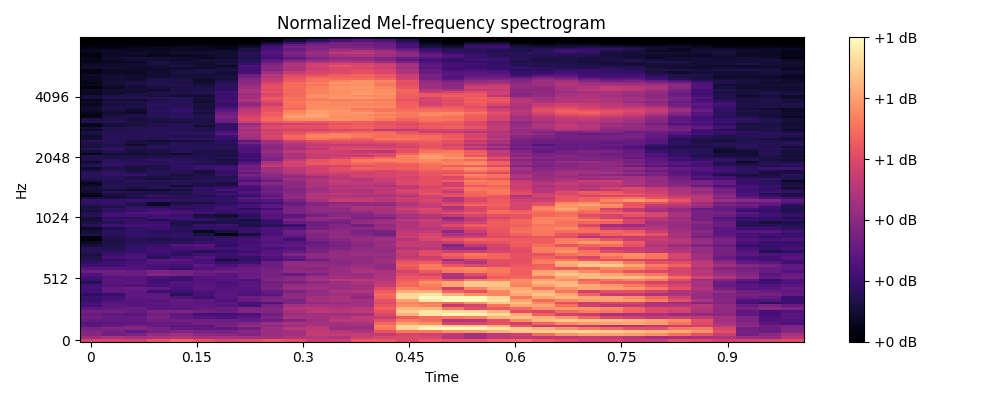 Normalized Mel-frequency spectrogram
Hz
4096
2048
1024
512
0
0 0.15 0.3 0.45 0.6 0.75 0.9
Time
+1 dB
+1 dB
+1 dB
+0 dB
+0 dB
+0 dB